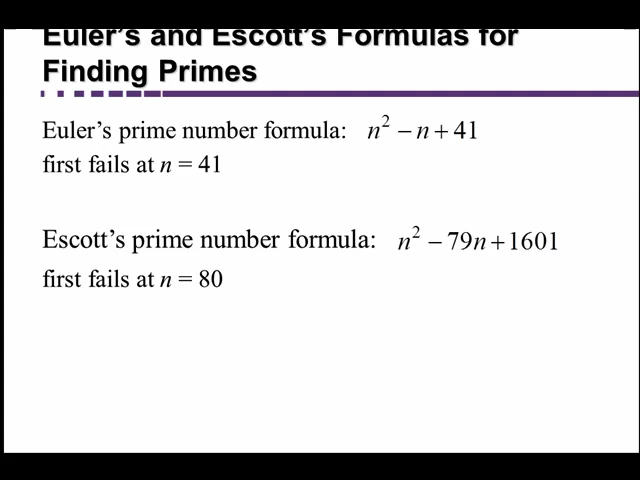 Euler's and Escott's Formulas for
Finding Primes
Euler's prime number formula: n² − n + 41
first fails at n = 41
Escott's prime number formula: n² − 79n + 1601
first fails at n = 80